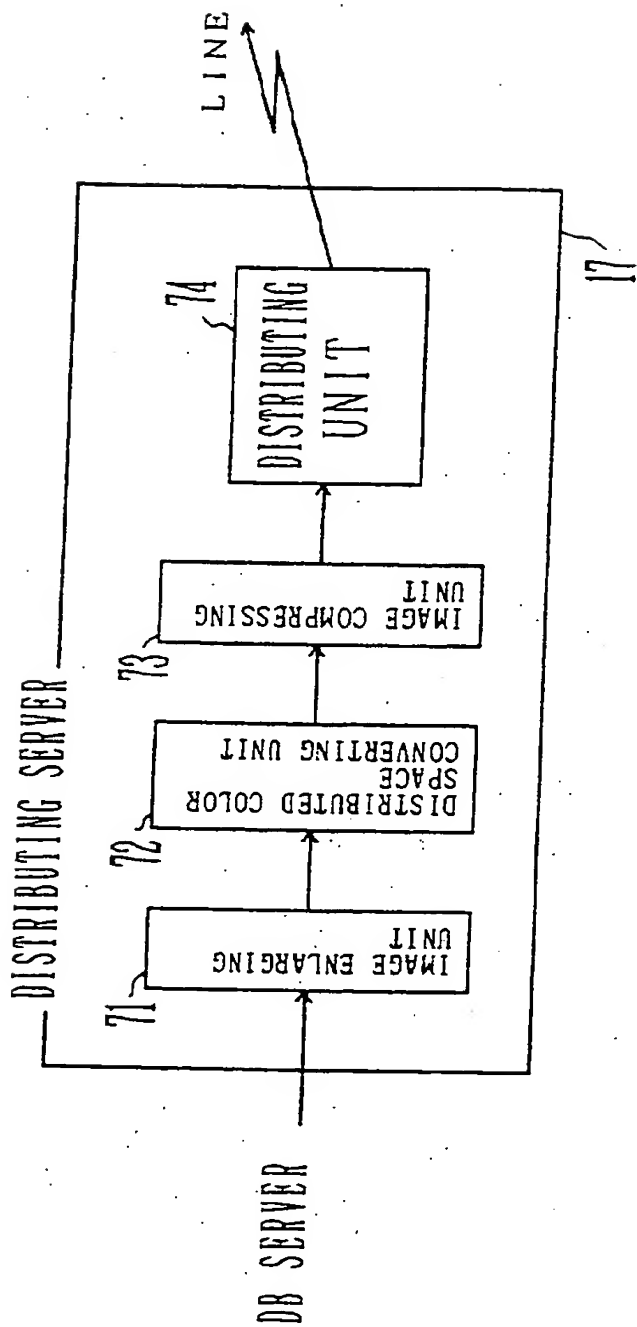 DISTRIBUTING SERVER
DB SERVER
71
IMAGE ENLARGING
UNIT
72
DISTRIBUTED COLOR
SPACE
CONVERTING UNIT
73
IMAGE COMPRESSING
UNIT
74
DISTRIBUTING
UNIT
LINE
17